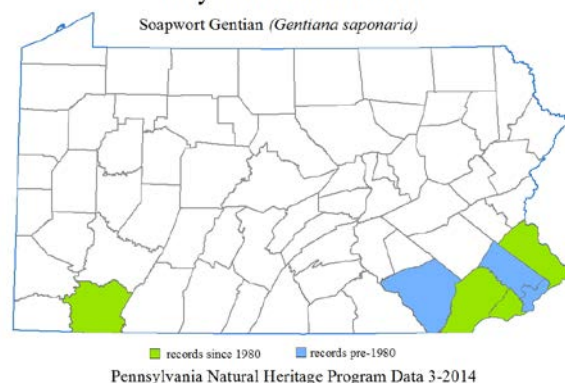 Soapwort Gentian (Gentiana saponaria)
records since 1980 records pre-1980
Pennsylvania Natural Heritage Program Data 3-2014